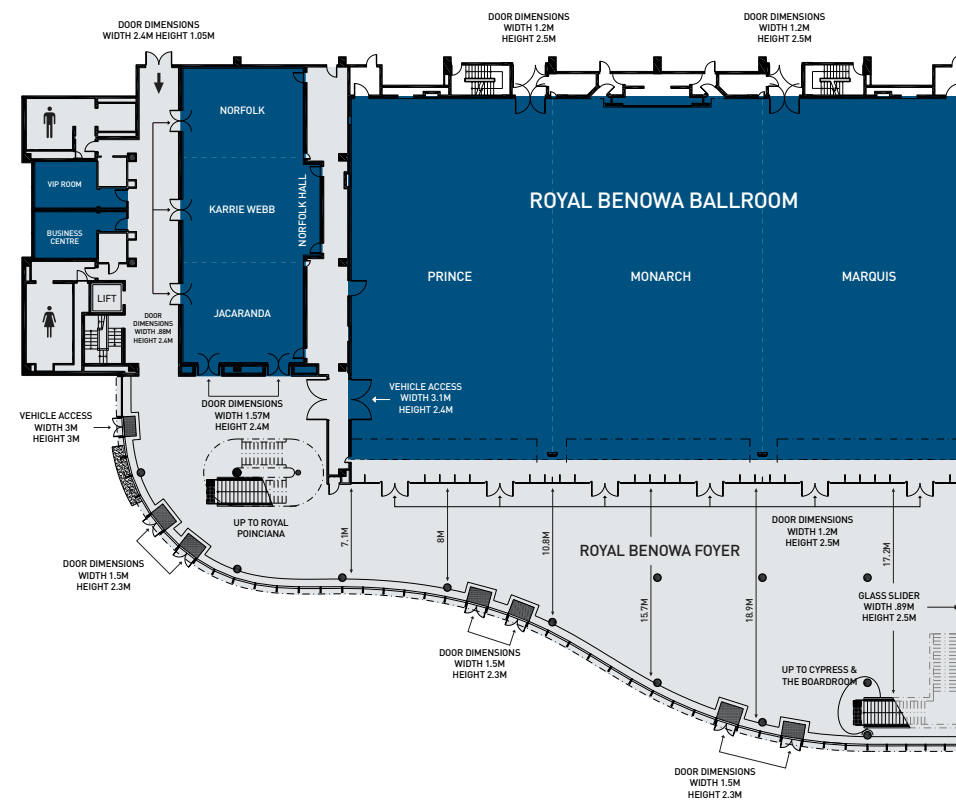 DOOR DIMENSIONS
WIDTH 2.4M HEIGHT 1.05M
DOOR DIMENSIONS
WIDTH 1.2M
HEIGHT 2.5M
DOOR DIMENSIONS
WIDTH 1.2M
HEIGHT 2.5M
NORFOLK
VIP ROOM
KARRIE WEBB
NORFOLK HALL
BUSINESS
CENTRE
ROYAL BENOWA BALLROOM
PRINCE
MONARCH
MARQUIS
LIFT
JACARANDA
DOOR
DIMENSIONS
WIDTH .88M
HEIGHT 2.4M
VEHICLE ACCESS
WIDTH 3.1M
HEIGHT 2.4M
DOOR DIMENSIONS
WIDTH 1.57M
HEIGHT 2.4M
VEHICLE ACCESS
WIDTH 3M
HEIGHT 3M
UP TO ROYAL
POINCIANA
7.1M
8M
10.8M
15.7M
18.9M
17.2M
DOOR DIMENSIONS
WIDTH 1.2M
HEIGHT 2.5M
ROYAL BENOWA FOYER
DOOR DIMENSIONS
WIDTH 1.5M
HEIGHT 2.3M
GLASS SLIDER
WIDTH .89M
HEIGHT 2.5M
DOOR DIMENSIONS
WIDTH 1.5M
HEIGHT 2.3M
UP TO CYPRESS &
THE BOARDROOM
DOOR DIMENSIONS
WIDTH 1.5M
HEIGHT 2.3M